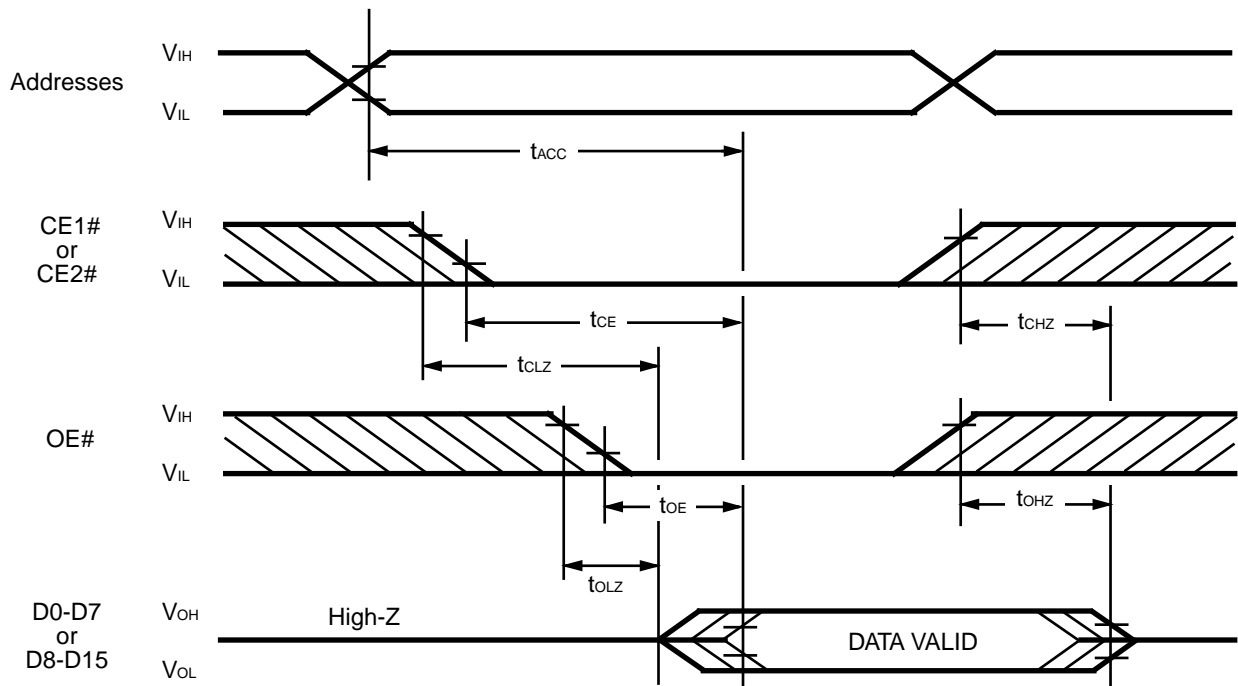 Addresses
VIH
VIL
tACC
CE1#
or
CE2#
VIH
VIL
tCE
tCHZ
tCLZ
OE#
VIH
VIL
tOE
tOHZ
tOLZ
D0-D7
or
D8-D15
VOH
VOL
High-Z
DATA VALID